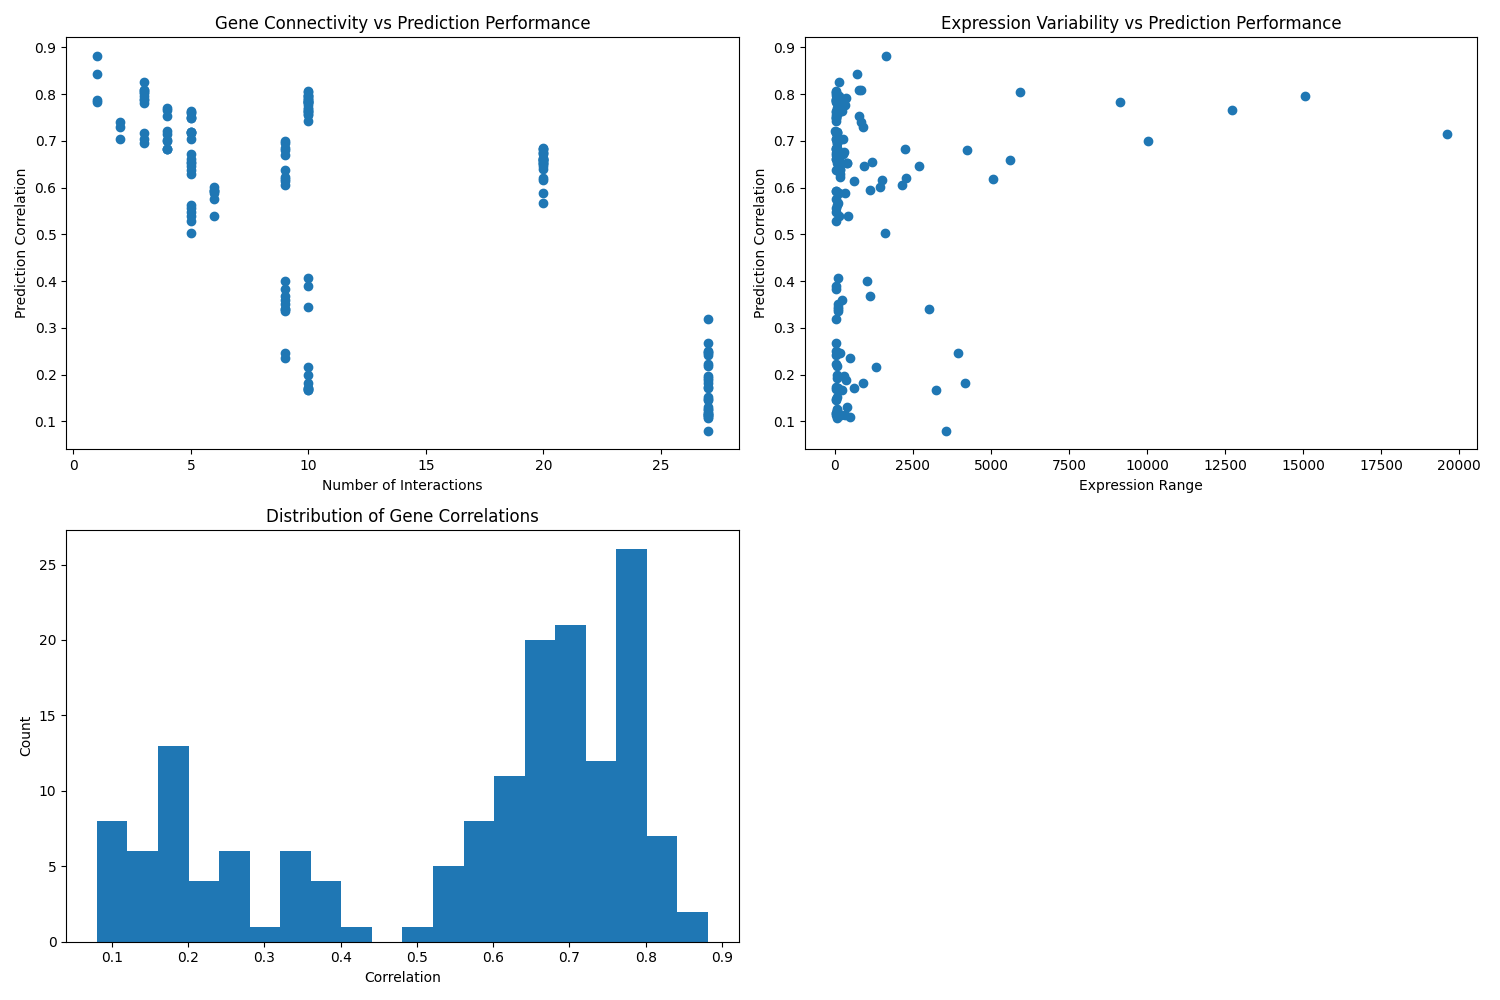 Gene Connectivity vs Prediction Performance
0.9
0.8
0.7
0.6
0.5
0.4
0.3
0.2
0.1
Prediction Correlation
0 5 10 15 20 25
Number of Interactions
Expression Variability vs Prediction Performance
0.9
0.8
0.7
0.6
0.5
0.4
0.3
0.2
0.1
Prediction Correlation
0 2500 5000 7500 10000 12500 15000 17500 20000
Expression Range
Distribution of Gene Correlations
25
20
15
10
5
0
Count
0.1 0.2 0.3 0.4 0.5 0.6 0.7 0.8 0.9
Correlation